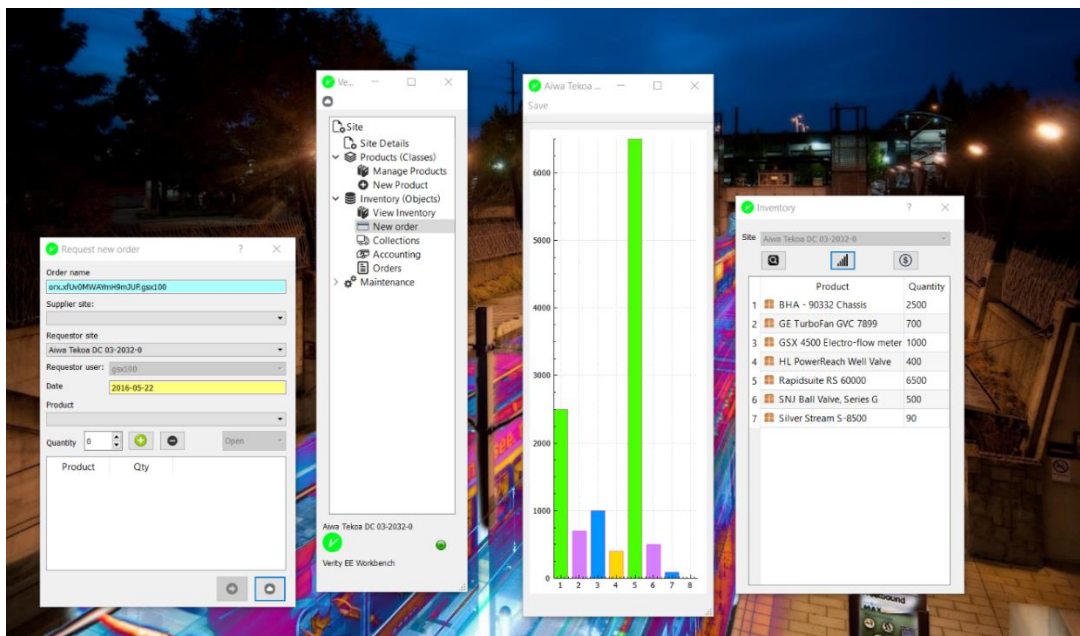 Request new order
?
Order name
Supplier site:
Requestor site
Aiwa Tekoa DC 03-2032-0
Requestor user: gsx100
Date 2016-05-22
Product
Quantity 0 Open
Product Qty
Ve...
Site
Site Details
Products (Classes)
Manage Products
New Product
Inventory (Objects)
View Inventory
New order
Collections
Accounting
Orders
Maintenance
Aiwa Tekoa DC 03-2032-0
Verity EE Workbench
Aiwa Tekoa ...
Save
6000
5000
4000
3000
2000
1000
0
1 2 3 4 5 6 7 8
Inventory
?
Site Aiwa Tekoa DC 03-2032-0
Product Quantity
1 BHA - 90332 Chassis 2500
2 GE TurboFan GVC 7899 700
3 GSX 4500 Electro-flow meter 1000
4 HL PowerReach Well Valve 400
5 Rapidsuite RS 60000 6500
6 SNJ Ball Valve, Series G 500
7 Silver Stream S-8500 90
MAX